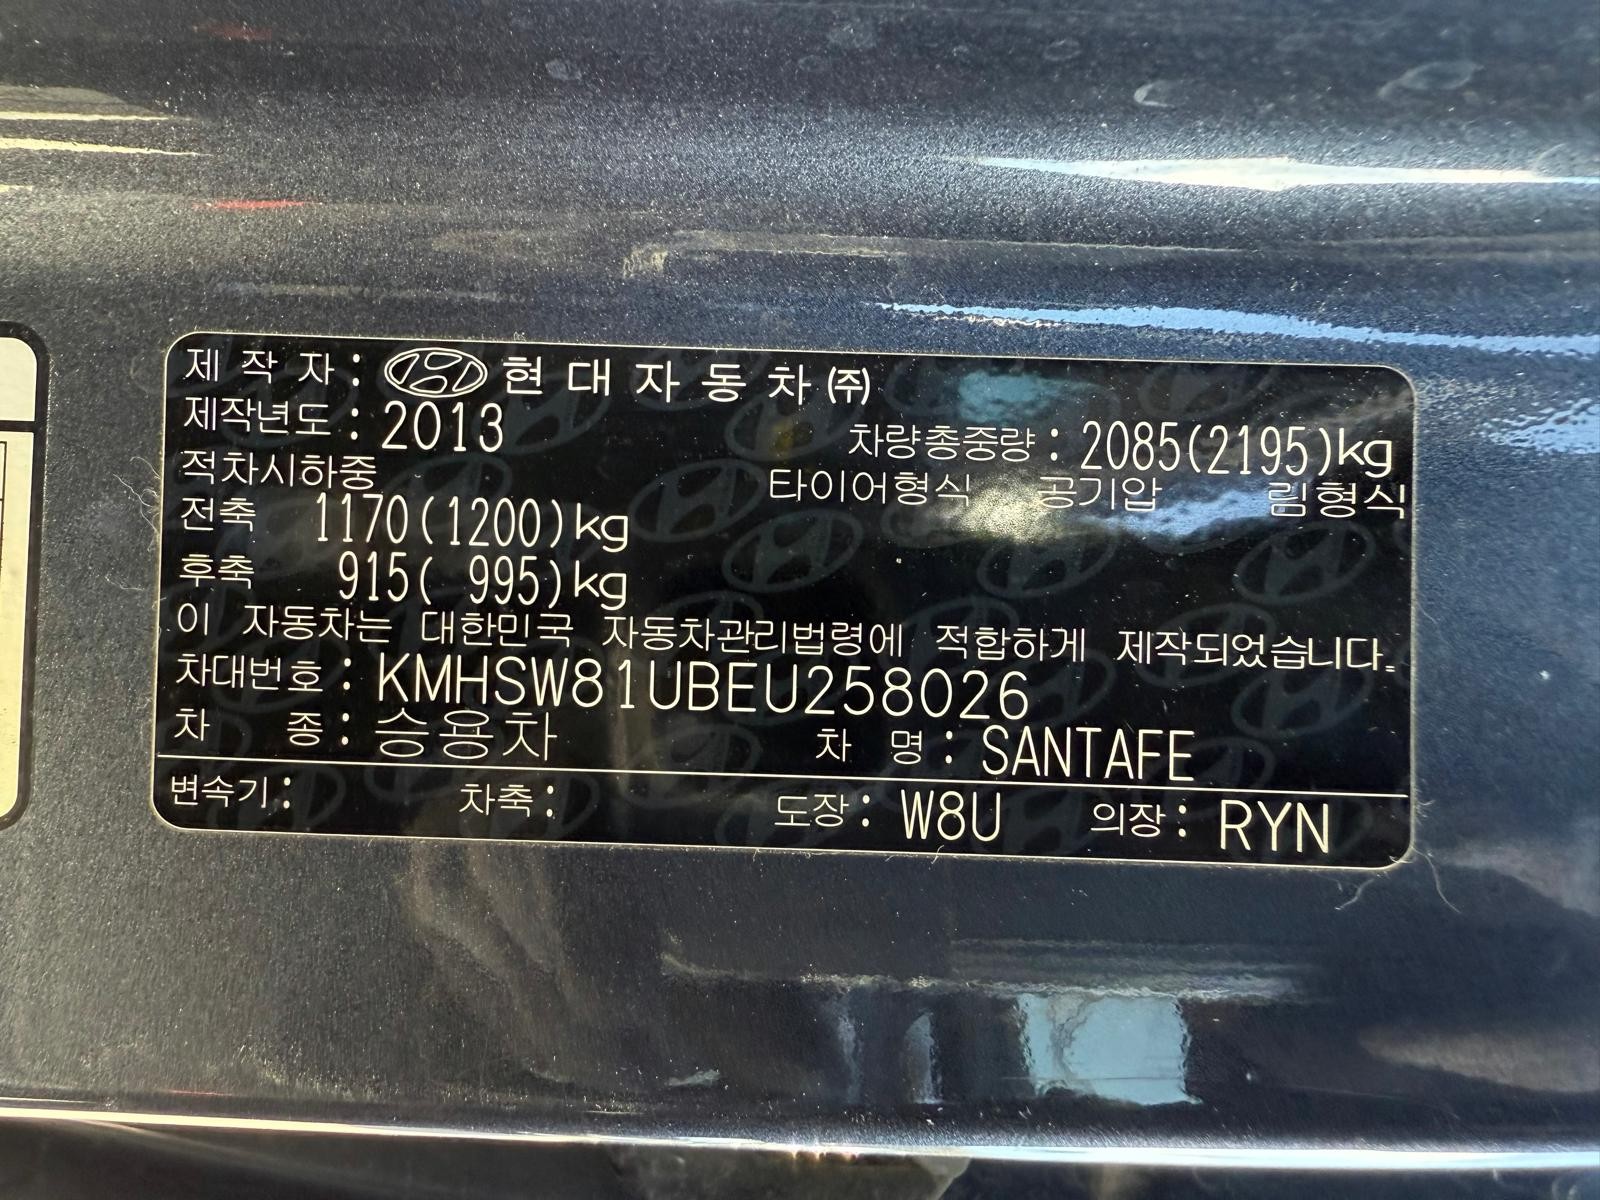 제 작 자 : 현 대 자 동 차 ㈜
제작년도 : 2013
차량총중량 : 2085(2195)kg
적차시하중
타이어형식 공기압 림형식
전축 1170(1200)kg
후축 915( 995)kg
이 자동차는 대한민국 자동차관리법령에 적합하게 제작되었습니다.
차대번호 : KMHSW81UBEU258026
차 종 : 승용차 차 명 : SANTAFE
변속기 : 차축 : 도장 : W8U 의장 : RYN